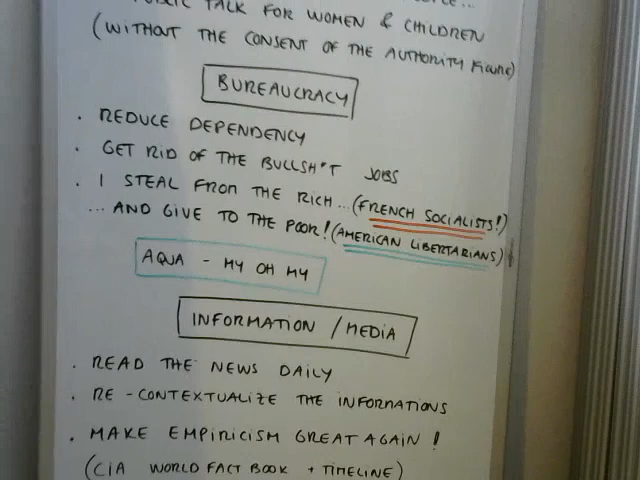 TALK FOR WOMEN & CHILDREN
(WITHOUT THE CONSENT OF THE AUTHORITY FIGURE)
BUREAUCRACY
• REDUCE DEPENDENCY
• GET RID OF THE BULLSH*T JOBS
• I STEAL FROM THE RICH... (FRENCH SOCIALISTS!)
... AND GIVE TO THE POOR! (AMERICAN LIBERTARIANS)
AQUA - MY OH MY
INFORMATION / MEDIA
• READ THE NEWS DAILY
• RE-CONTEXTUALIZE THE INFORMATIONS
• MAKE EMPIRICISM GREAT AGAIN!
(CIA WORLD FACT BOOK + TIMELINE)